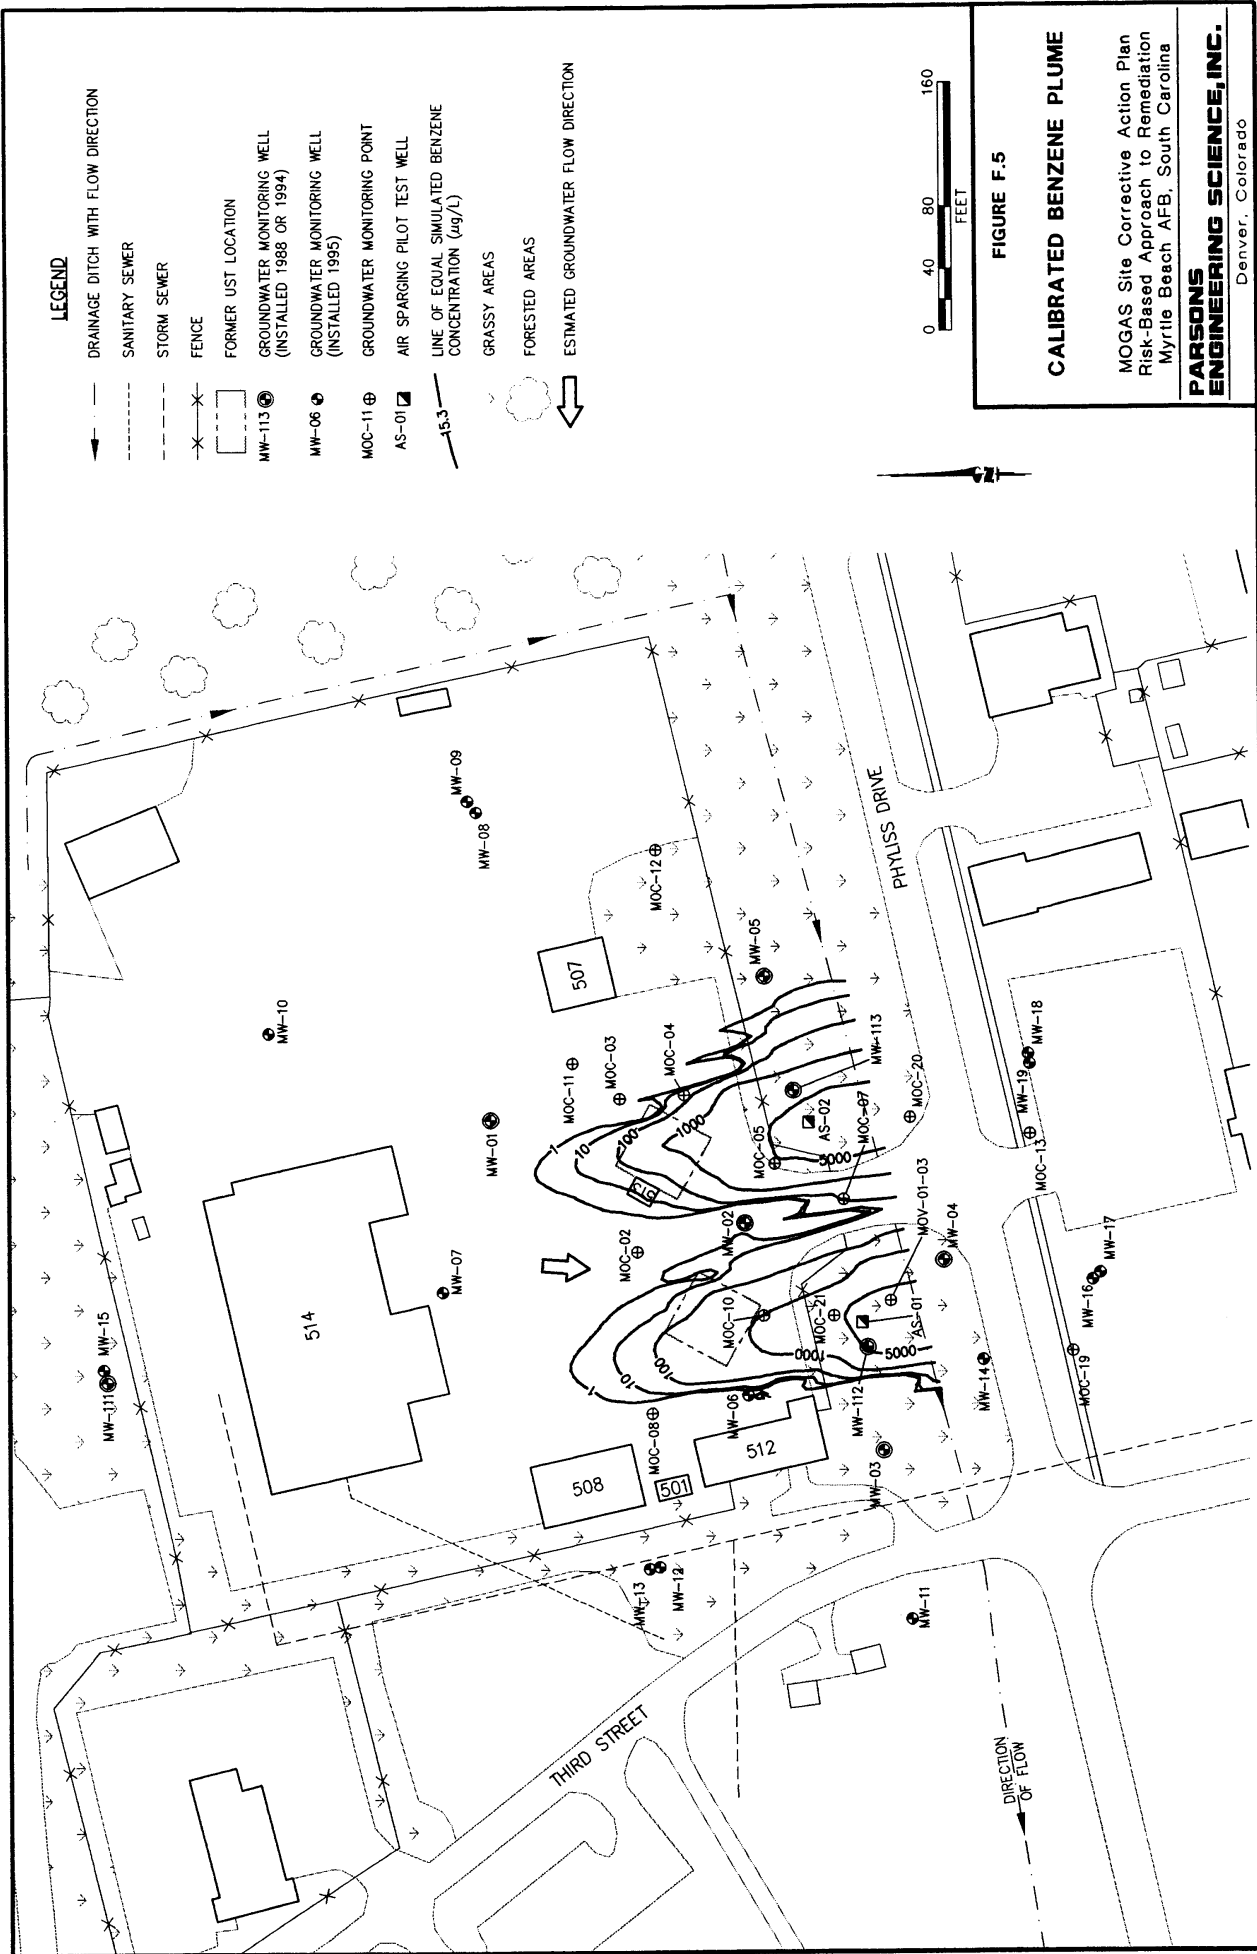 LEGEND
DRAINAGE DITCH WITH FLOW DIRECTION
SANITARY SEWER
STORM SEWER
FENCE
FORMER UST LOCATION
MW-113
GROUNDWATER MONITORING WELL
(INSTALLED 1988 OR 1994)
MW-06
GROUNDWATER MONITORING WELL
(INSTALLED 1995)
MOC-11
GROUNDWATER MONITORING POINT
AS-01
AIR SPARGING PILOT TEST WELL
15.3
LINE OF EQUAL SIMULATED BENZENE
CONCENTRATION (ug/L)
GRASSY AREAS
FORESTED AREAS
ESTMATED GROUNDWATER FLOW DIRECTION
0 40 80 160
FEET
FIGURE F.5
CALIBRATED BENZENE PLUME
MOGAS Site Corrective Action Plan
Risk-Based Approach to Remediation
Myrtle Beach AFB, South Carolina
PARSONS
ENGINEERING SCIENCE, INC.
Denver, Colorado
MW-111
MW-15
514
MW-10
MW-09
MW-08
MW-07
MW-01
507
MOC-12
MOC-11
MOC-03
MOC-04
MW-05
MOC-02
MW-02
513
1
10
100
1000
5000
MOC-05
AS-02
MW-113
MOC-07
MOC-20
PHYLISS DRIVE
1
10
100
1000
5000
MOC-10
MOC-21
MOV-01-03
MW-04
AS-01
MW-112
MW-06
MOC-08
508
501
512
MW-03
MW-14
MW-13
MW-12
MW-11
MW-19
MW-18
MOC-13
MW-17
MW-16
MOC-19
THIRD STREET
DIRECTION
OF FLOW